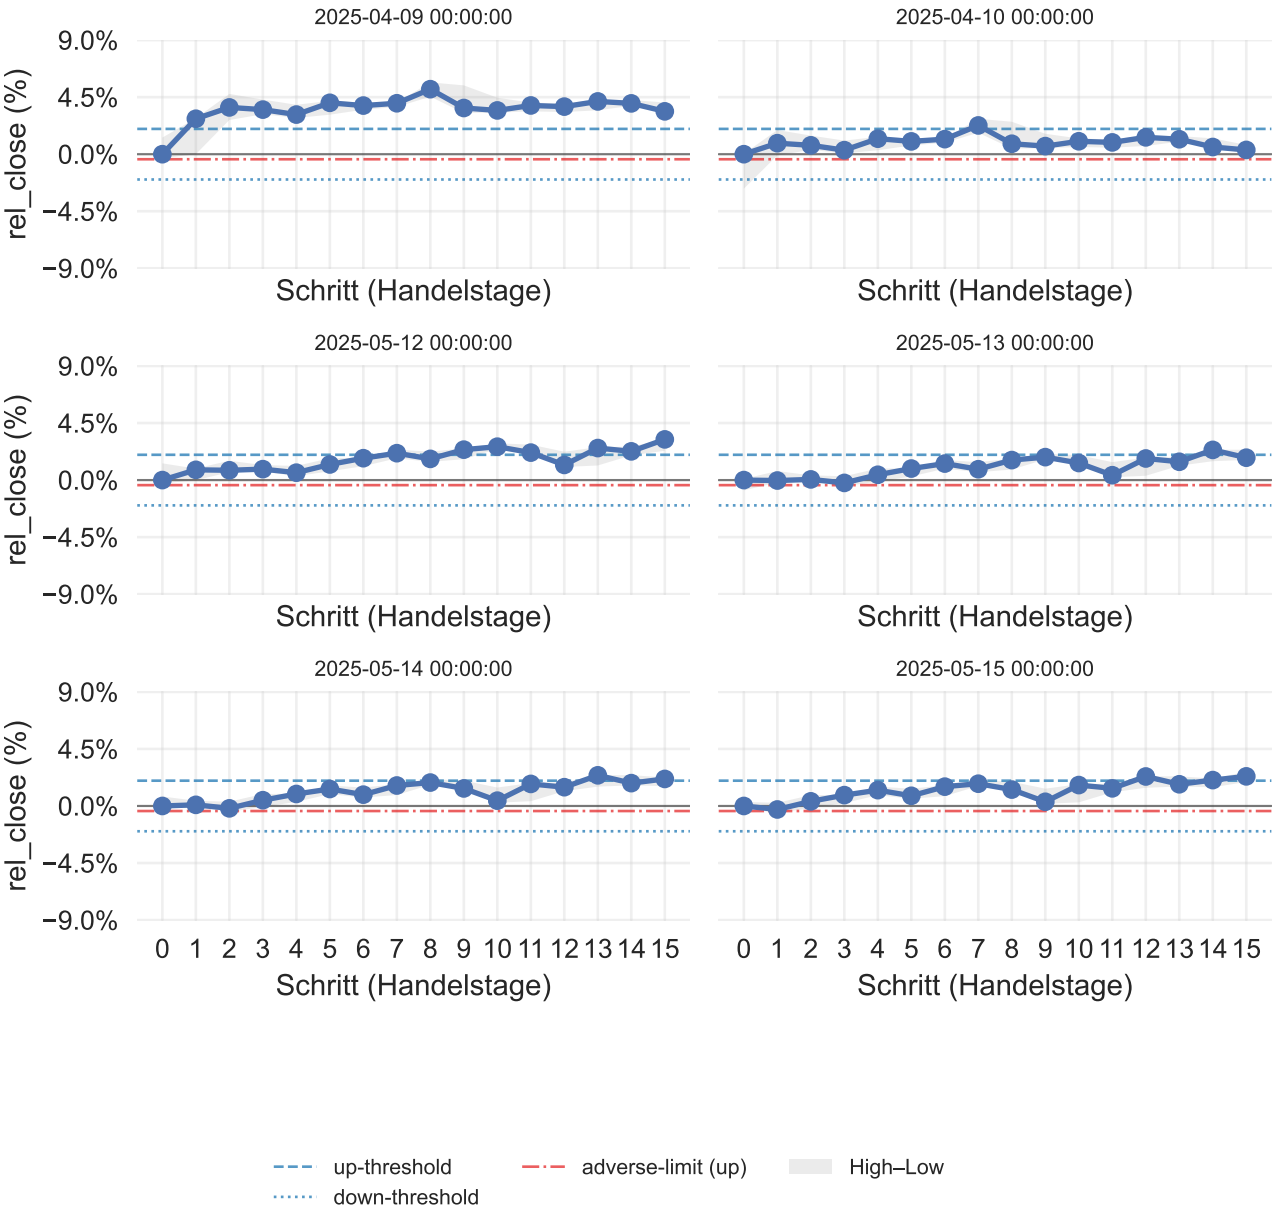 2025-04-09 00:00:00
2025-04-10 00:00:00
rel_close (%)
9.0%
4.5%
0.0%
−4.5%
−9.0%
Schritt (Handelstage)
Schritt (Handelstage)
2025-05-12 00:00:00
2025-05-13 00:00:00
rel_close (%)
9.0%
4.5%
0.0%
−4.5%
−9.0%
Schritt (Handelstage)
Schritt (Handelstage)
2025-05-14 00:00:00
2025-05-15 00:00:00
rel_close (%)
9.0%
4.5%
0.0%
−4.5%
−9.0%
0 1 2 3 4 5 6 7 8 9 10 11 12 13 14 15
0 1 2 3 4 5 6 7 8 9 10 11 12 13 14 15
Schritt (Handelstage)
Schritt (Handelstage)
up-threshold
down-threshold
adverse-limit (up)
High–Low